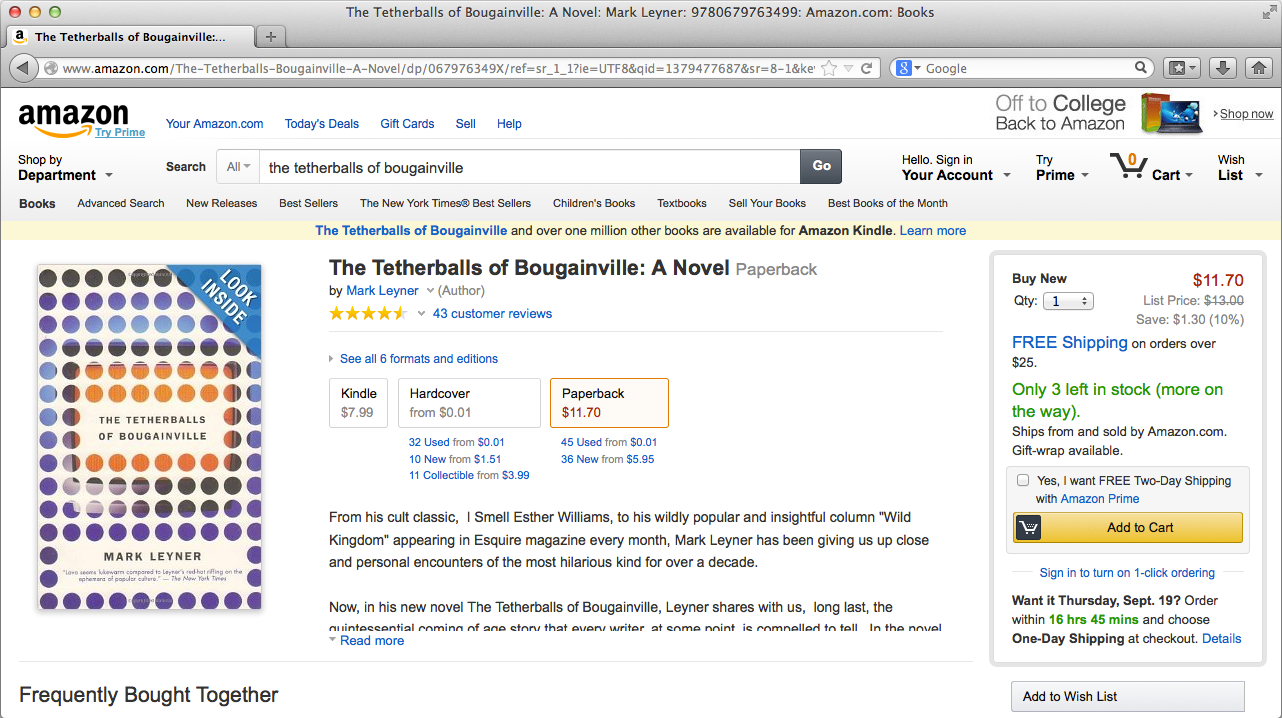 The Tetherballs of Bougainville: A Novel: Mark Leyner: 9780679763499: Amazon.com: Books
The Tetherballs of Bougainville:...
www.amazon.com/The-Tetherballs-Bougainville-A-Novel/dp/067976349X/ref=sr_1_1?ie=UTF8&qid=1379477687&sr=8-1&ke
Google
amazon
Try Prime
Your Amazon.com Today's Deals Gift Cards Sell Help
Off to College
Back to Amazon
Shop now
Shop by
Department
Search All the tetherballs of bougainville Go
Hello. Sign in
Your Account
Try
Prime
0
Cart
Wish
List
Books Advanced Search New Releases Best Sellers The New York Times® Best Sellers Children's Books Textbooks Sell Your Books Best Books of the Month
The Tetherballs of Bougainville and over one million other books are available for Amazon Kindle. Learn more
LOOK
INSIDE
THE TETHERBALLS
OF BOUGAINVILLE
MARK LEYNER
"Lava seems lukewarm compared to Leyner's red-hot riffing on the
ephemera of popular culture." — The New York Times
The Tetherballs of Bougainville: A Novel Paperback
by Mark Leyner (Author)
43 customer reviews
See all 6 formats and editions
Kindle
$7.99
Hardcover
from $0.01
Paperback
$11.70
32 Used from $0.01
10 New from $1.51
11 Collectible from $3.99
45 Used from $0.01
36 New from $5.95
From his cult classic, I Smell Esther Williams, to his wildly popular and insightful column "Wild
Kingdom" appearing in Esquire magazine every month, Mark Leyner has been giving us up close
and personal encounters of the most hilarious kind for over a decade.
Now, in his new novel The Tetherballs of Bougainville, Leyner shares with us, long last, the
quintessential coming of age story that every writer, at some point, is compelled to tell. In the novel
Read more
Buy New
$11.70
Qty: 1
List Price: $13.00
Save: $1.30 (10%)
FREE Shipping on orders over
$25.
Only 3 left in stock (more on
the way).
Ships from and sold by Amazon.com.
Gift-wrap available.
Yes, I want FREE Two-Day Shipping
with Amazon Prime
Add to Cart
Sign in to turn on 1-click ordering
Want it Thursday, Sept. 19? Order
within 16 hrs 45 mins and choose
One-Day Shipping at checkout. Details
Add to Wish List
Frequently Bought Together